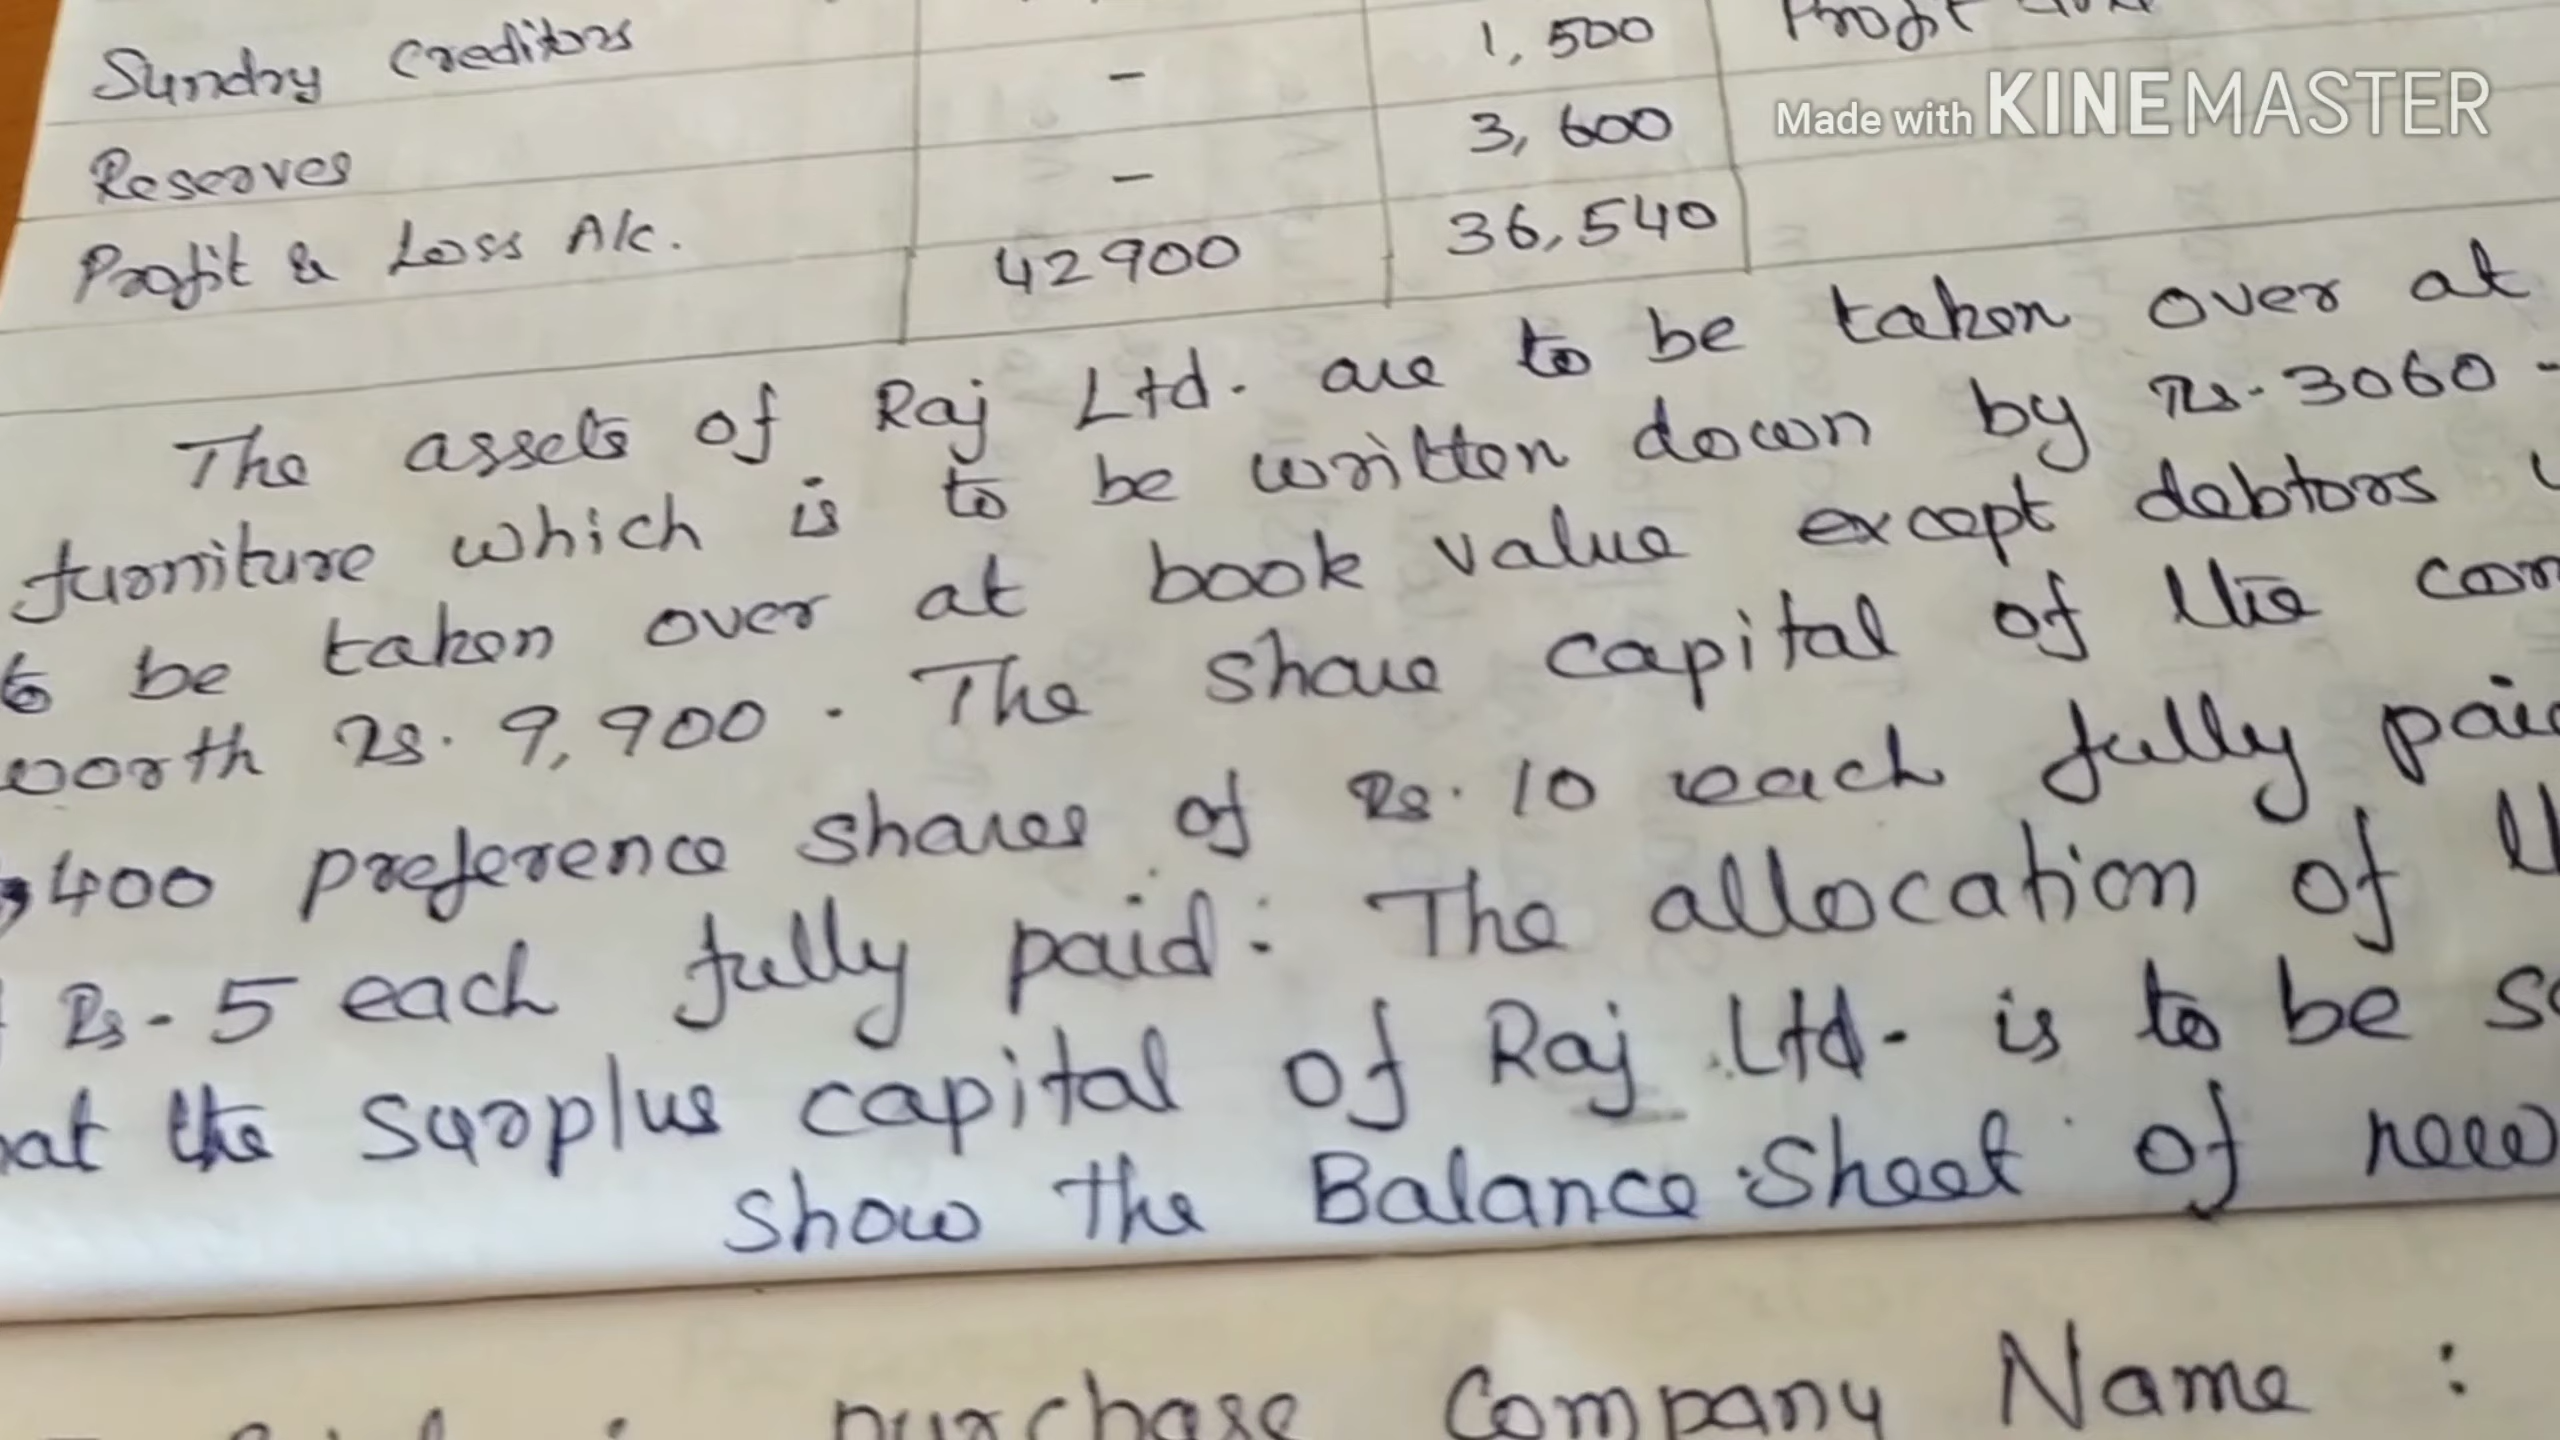 Sundry Creditors 1,500
Made with KINEMASTER
Reserves - 3,600
Profit & Loss A/c. - 36,540
42900
The assets of Raj Ltd. are to be taken over at
furniture which is to be written down by Rs. 3060 -
to be taken over at book value except debtors
worth Rs. 9,900. The share capital of the
400 preference shares of Rs. 10 each fully
Rs. 5 each fully paid: The allocation of
the surplus capital of Raj Ltd. is to be
show the Balance Sheet of new
purchase Company Name :